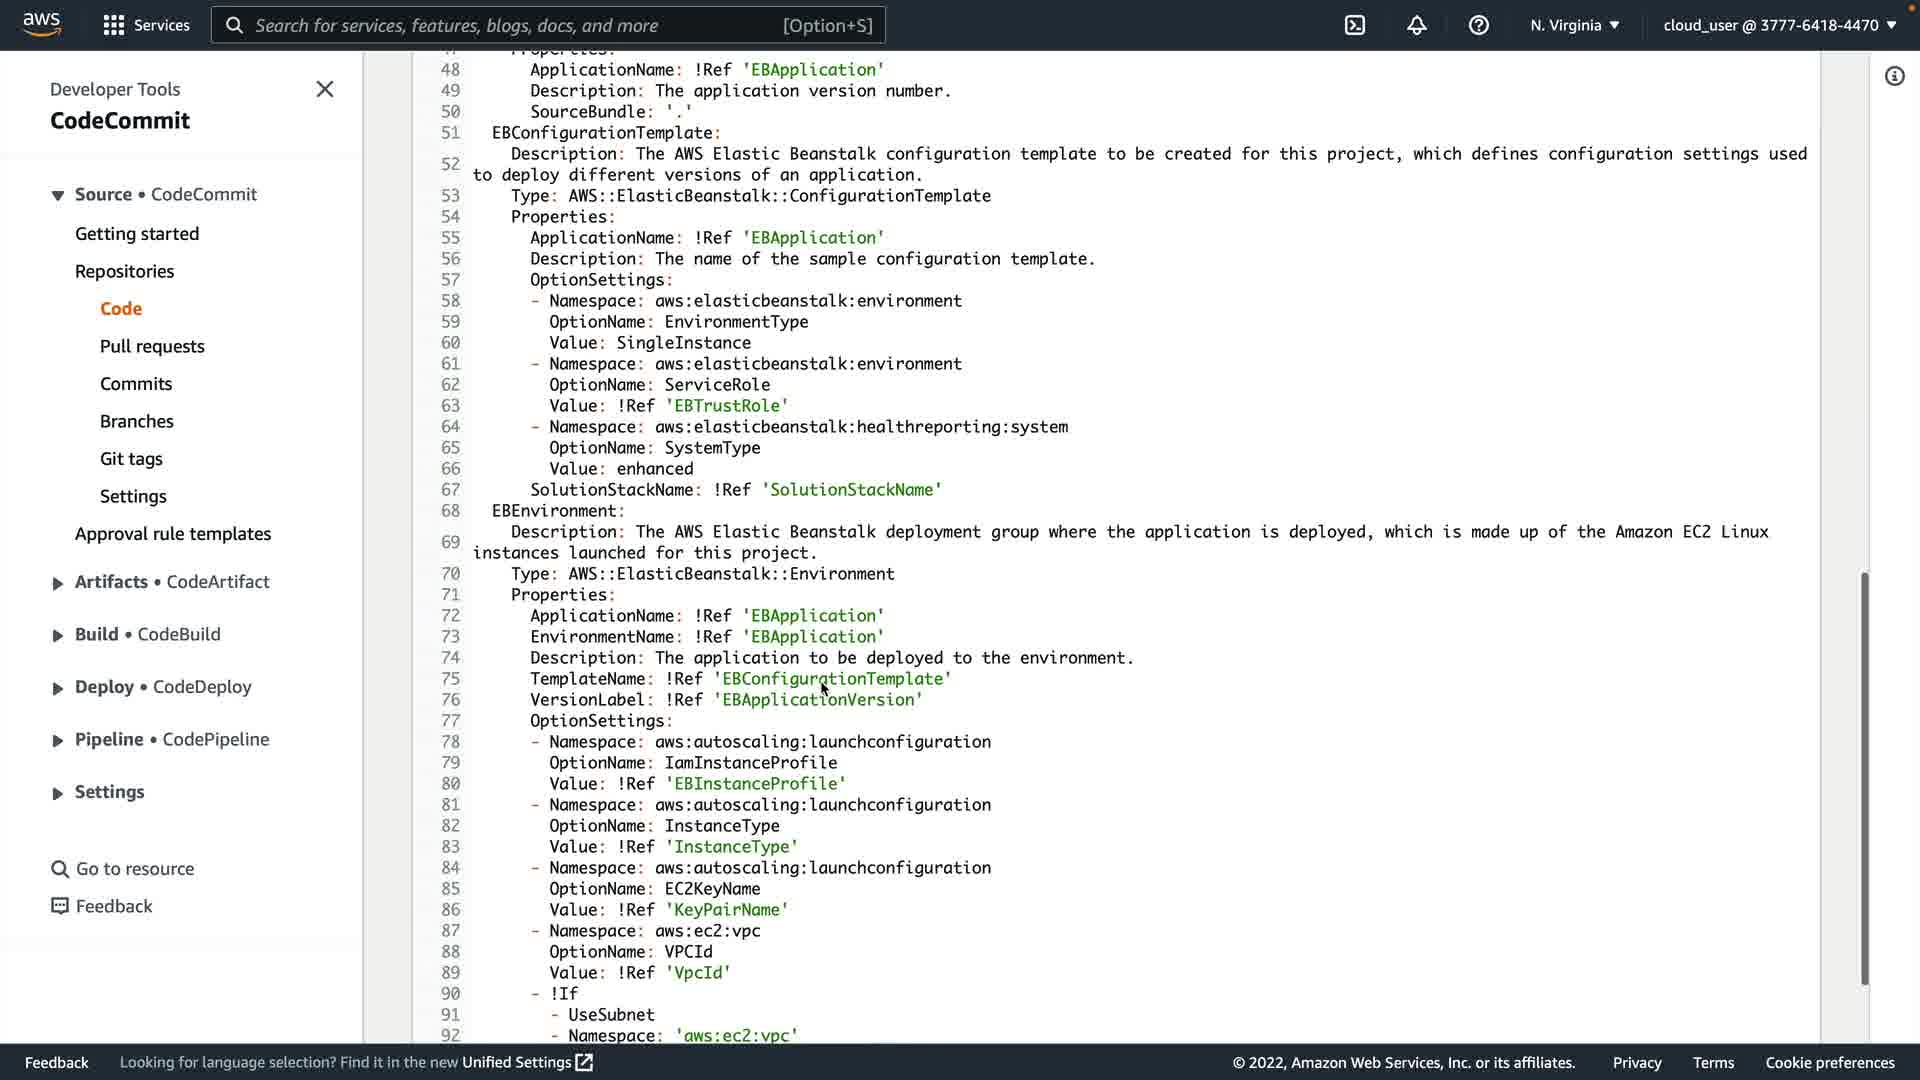 aws
Services
Search for services, features, blogs, docs, and more
[Option+S]
N. Virginia
cloud_user @ 3777-6418-4470
Developer Tools
CodeCommit
Source • CodeCommit
Getting started
Repositories
Code
Pull requests
Commits
Branches
Git tags
Settings
Approval rule templates
Artifacts • CodeArtifact
Build • CodeBuild
Deploy • CodeDeploy
Pipeline • CodePipeline
Settings
Go to resource
Feedback
47 Properties:
48 ApplicationName: !Ref 'EBApplication'
49 Description: The application version number.
50 SourceBundle: '.'
51 EBConfigurationTemplate:
52 Description: The AWS Elastic Beanstalk configuration template to be created for this project, which defines configuration settings used
to deploy different versions of an application.
53 Type: AWS::ElasticBeanstalk::ConfigurationTemplate
54 Properties:
55 ApplicationName: !Ref 'EBApplication'
56 Description: The name of the sample configuration template.
57 OptionSettings:
58 - Namespace: aws:elasticbeanstalk:environment
59 OptionName: EnvironmentType
60 Value: SingleInstance
61 - Namespace: aws:elasticbeanstalk:environment
62 OptionName: ServiceRole
63 Value: !Ref 'EBTrustRole'
64 - Namespace: aws:elasticbeanstalk:healthreporting:system
65 OptionName: SystemType
66 Value: enhanced
67 SolutionStackName: !Ref 'SolutionStackName'
68 EBEnvironment:
69 Description: The AWS Elastic Beanstalk deployment group where the application is deployed, which is made up of the Amazon EC2 Linux
instances launched for this project.
70 Type: AWS::ElasticBeanstalk::Environment
71 Properties:
72 ApplicationName: !Ref 'EBApplication'
73 EnvironmentName: !Ref 'EBApplication'
74 Description: The application to be deployed to the environment.
75 TemplateName: !Ref 'EBConfigurationTemplate'
76 VersionLabel: !Ref 'EBApplicationVersion'
77 OptionSettings:
78 - Namespace: aws:autoscaling:launchconfiguration
79 OptionName: IamInstanceProfile
80 Value: !Ref 'EBInstanceProfile'
81 - Namespace: aws:autoscaling:launchconfiguration
82 OptionName: InstanceType
83 Value: !Ref 'InstanceType'
84 - Namespace: aws:autoscaling:launchconfiguration
85 OptionName: EC2KeyName
86 Value: !Ref 'KeyPairName'
87 - Namespace: aws:ec2:vpc
88 OptionName: VPCId
89 Value: !Ref 'VpcId'
90 - !If
91 - UseSubnet
92 - Namespace: 'aws:ec2:vpc'
Feedback
Looking for language selection? Find it in the new Unified Settings
© 2022, Amazon Web Services, Inc. or its affiliates.
Privacy
Terms
Cookie preferences